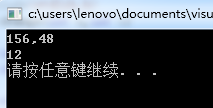 c:\users\lenovo\documents\visu
156,48
12
请按任意键继续. . .